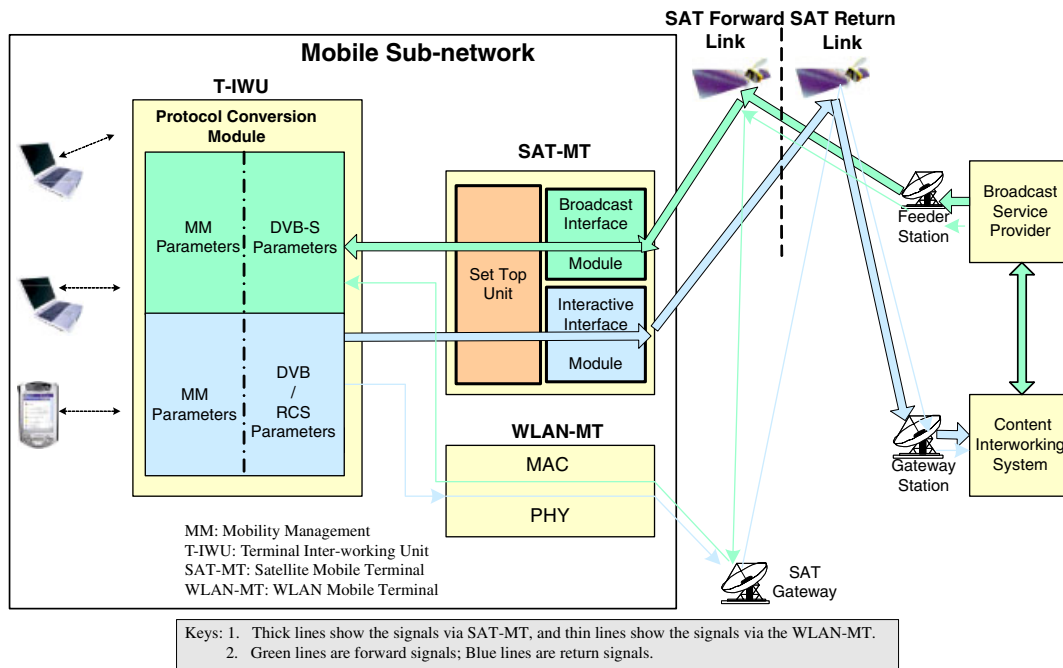 SAT Forward Link
SAT Return Link
Mobile Sub-network
T-IWU
Protocol Conversion
Module
SAT-MT
MM
Parameters
DVB-S
Parameters
Set Top
Unit
Broadcast
Interface
Module
Interactive
Interface
Module
MM
Parameters
DVB
/
RCS
Parameters
Feeder
Station
Broadcast
Service
Provider
WLAN-MT
MAC
PHY
Gateway
Station
Content
Interworking
System
SAT
Gateway
MM: Mobility Management
T-IWU: Terminal Inter-working Unit
SAT-MT: Satellite Mobile Terminal
WLAN-MT: WLAN Mobile Terminal
Keys: 1. Thick lines show the signals via SAT-MT, and thin lines show the signals via the WLAN-MT.
2. Green lines are forward signals; Blue lines are return signals.